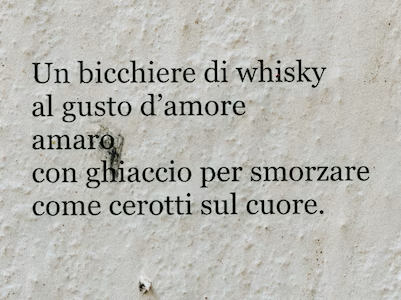 Un bicchiere di whisky
al gusto d’amore
amaro
con ghiaccio per smorzare
come cerotti sul cuore.